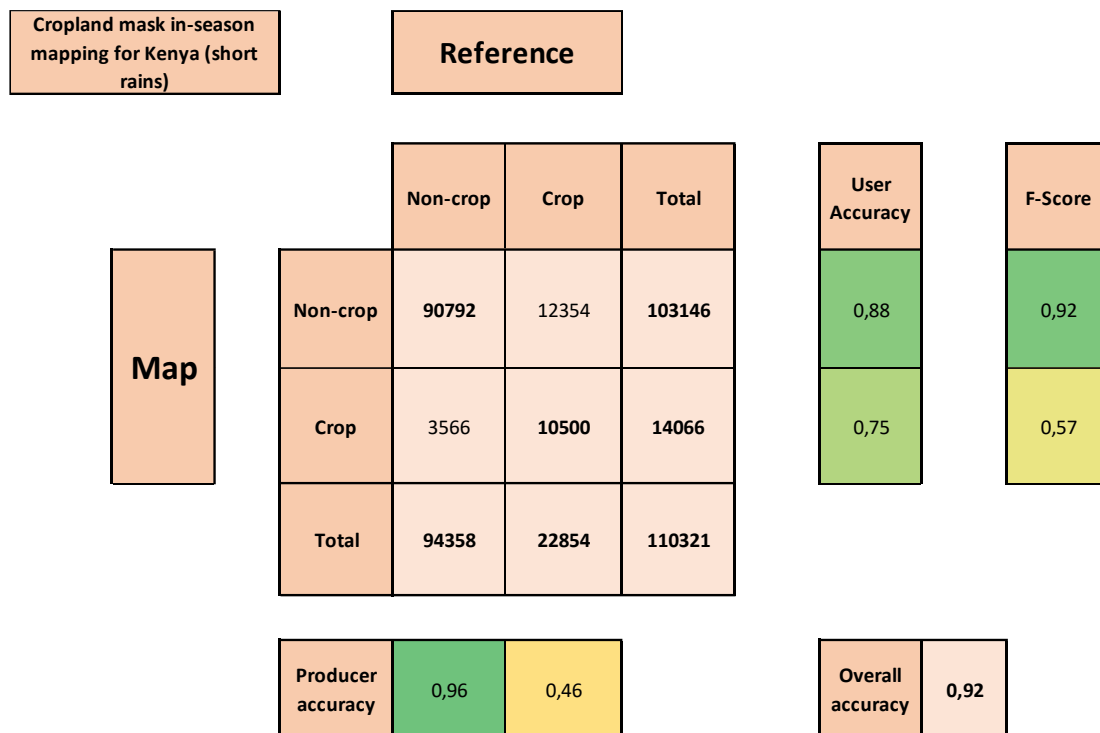 Cropland mask in-season
mapping for Kenya (short
rains)
Reference
Non-crop Crop Total
User
Accuracy
F-Score
Map
Non-crop 90792 12354 103146 0,88 0,92
Crop 3566 10500 14066 0,75 0,57
Total 94358 22854 110321
Producer
accuracy
0,96 0,46
Overall
accuracy
0,92